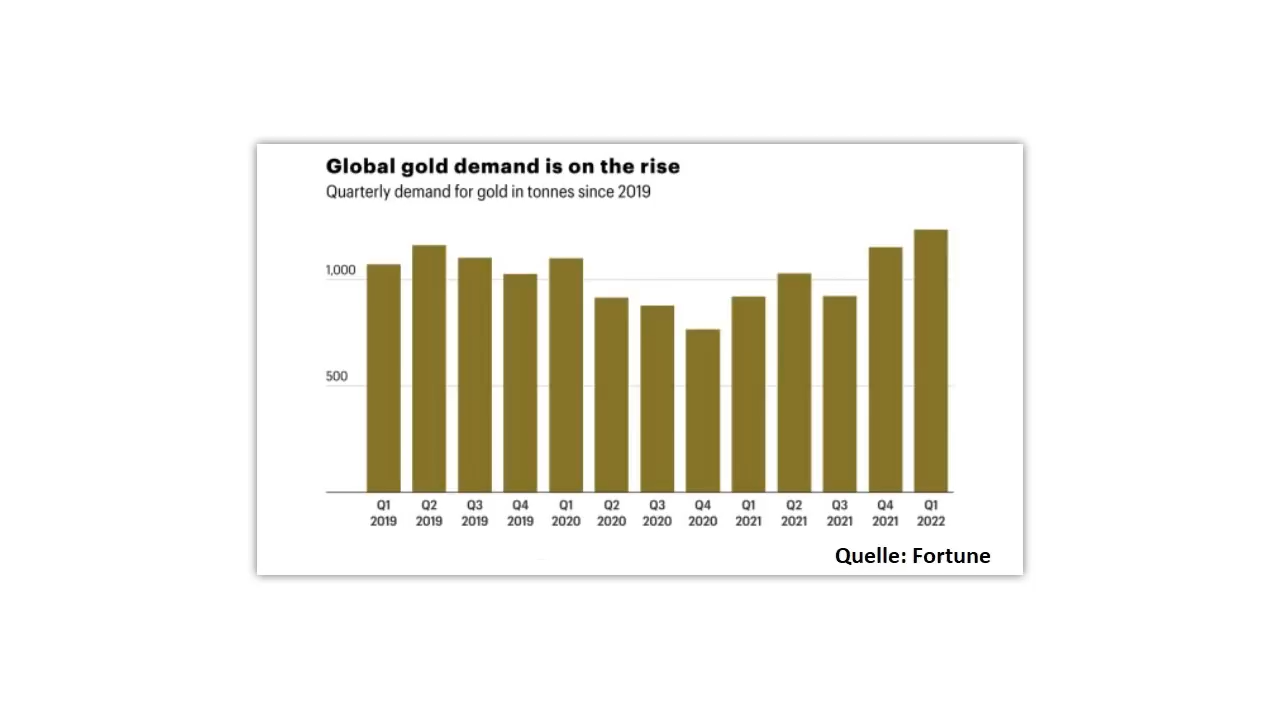 Global gold demand is on the rise
Quarterly demand for gold in tonnes since 2019
1,000
500
Q1 Q2 Q3 Q4 Q1 Q2 Q3 Q4 Q1 Q2 Q3 Q4 Q1
2019 2019 2019 2019 2020 2020 2020 2020 2021 2021 2021 2021 2022
Quelle: Fortune